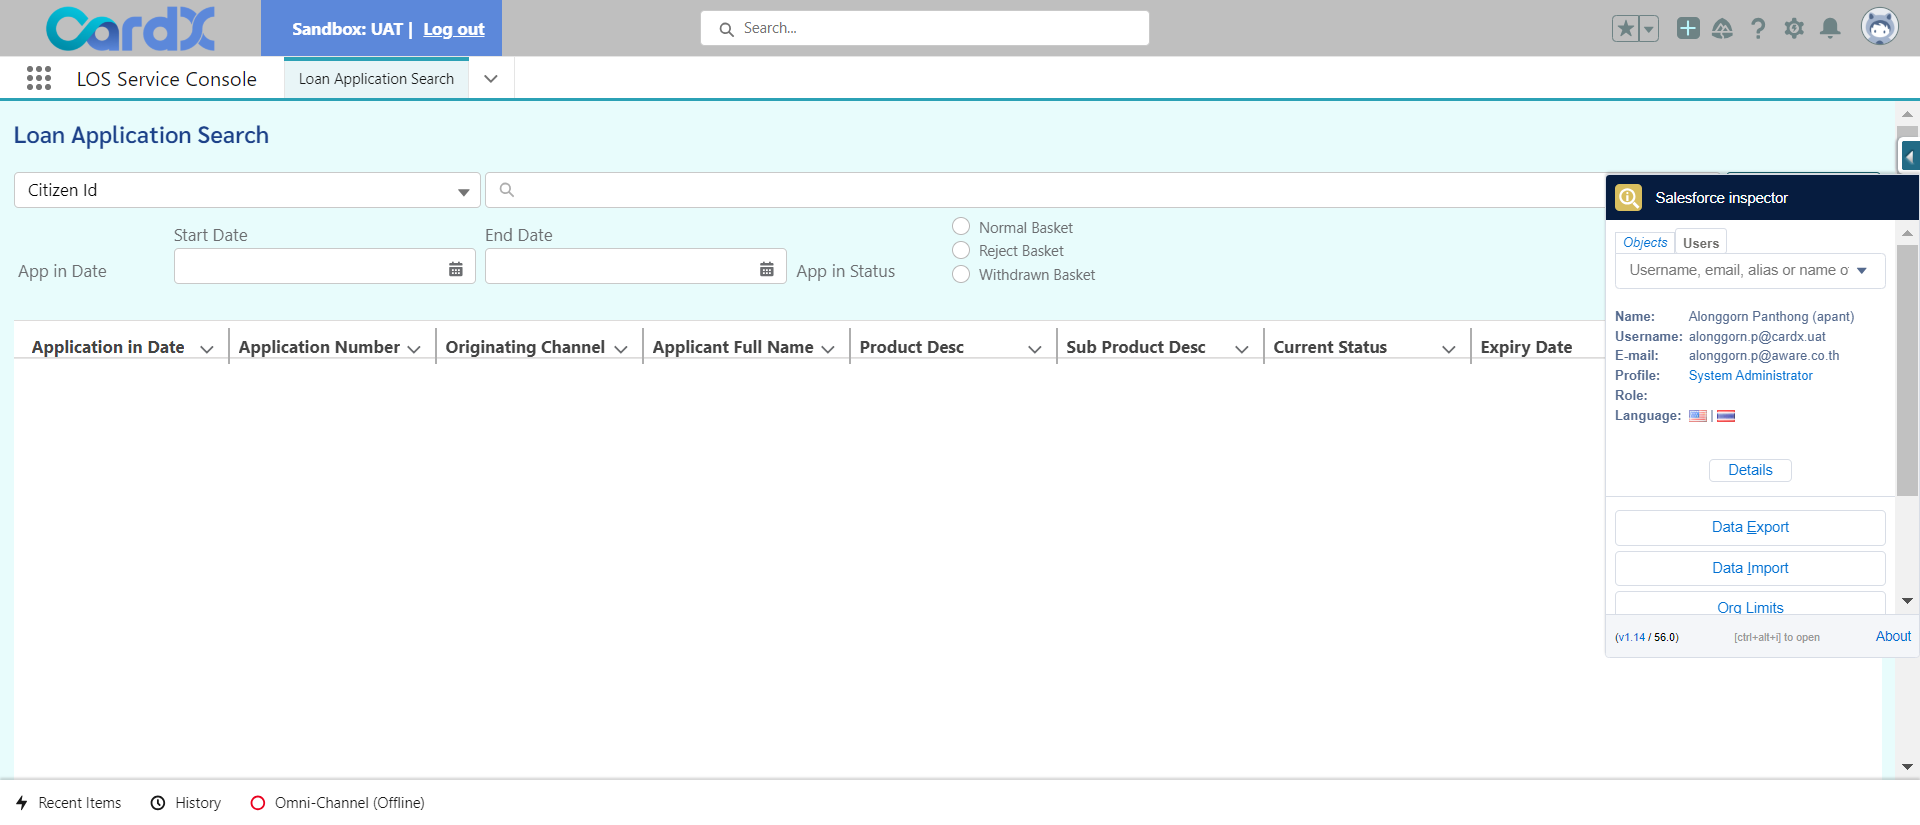 CardX
Sandbox: UAT | Log out
Search...
LOS Service Console
Loan Application Search
Loan Application Search
Citizen Id
Start Date
End Date
App in Date
App in Status
Normal Basket
Reject Basket
Withdrawn Basket
Application in Date
Application Number
Originating Channel
Applicant Full Name
Product Desc
Sub Product Desc
Current Status
Expiry Date
Salesforce inspector
Objects
Users
Username, email, alias or name o
Name: Alonggorn Panthong (apant)
Username: alonggorn.p@cardx.uat
E-mail: alonggorn.p@aware.co.th
Profile: System Administrator
Role:
Language: |
Details
Data Export
Data Import
Org Limits
(v1.14 / 56.0)
[ctrl+alt+i] to open
About
Recent Items
History
Omni-Channel (Offline)